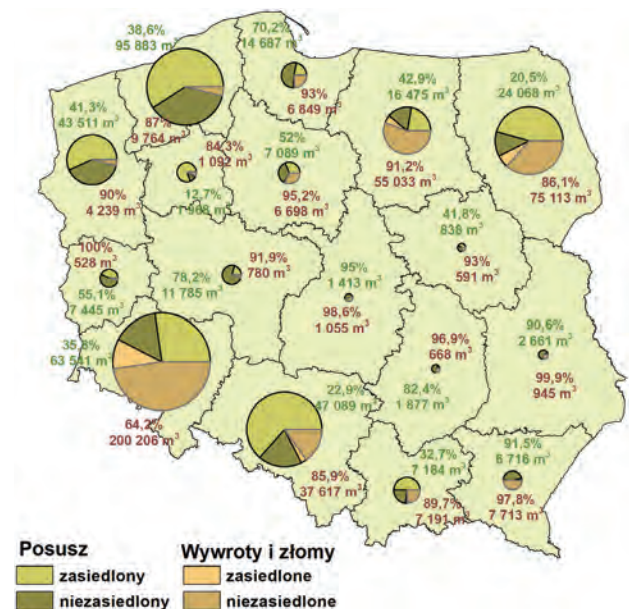 38,6%
95 883 m³
70,2%
14 687 m³
42,9%
16 475 m³
20,5%
24 068 m³
41,3%
43 511 m³
87%
9 764 m³
93%
6 849 m³
84,3%
1 092 m³
52%
7 089 m³
91,2%
55 033 m³
86,1%
75 113 m³
90%
4 239 m³
12,7%
95,2%
6 698 m³
41,8%
838 m³
93%
591 m³
100%
528 m³
55,1%
7 445 m³
78,2%
11 785 m³
91,9%
780 m³
95%
1 413 m³
98,6%
1 055 m³
96,9%
668 m³
82,4%
1 877 m³
90,6%
2 661 m³
99,9%
945 m³
35,8%
63 541 m³
64,2%
200 206 m³
22,9%
47 089 m³
85,9%
37 617 m³
32,7%
7 184 m³
89,7%
7 191 m³
91,5%
6 716 m³
97,8%
7 713 m³
Posusz
zasiedlony
niezasiedlony
Wywroty i złomy
zasiedlone
niezasiedlone